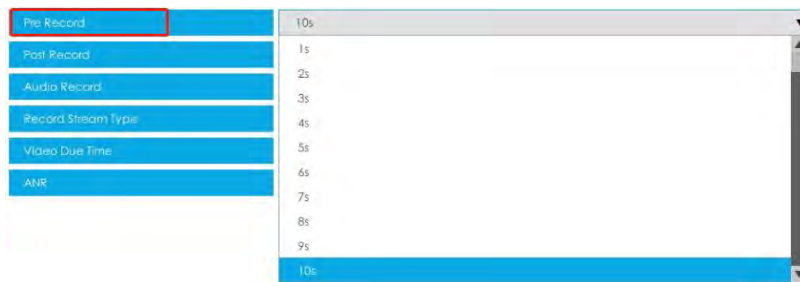 Pre Record
10s
Post Record
1s
2s
Audio Record
3s
Record Stream Type
4s
Video Due Time
5s
6s
ANR
7s
8s
9s
10s